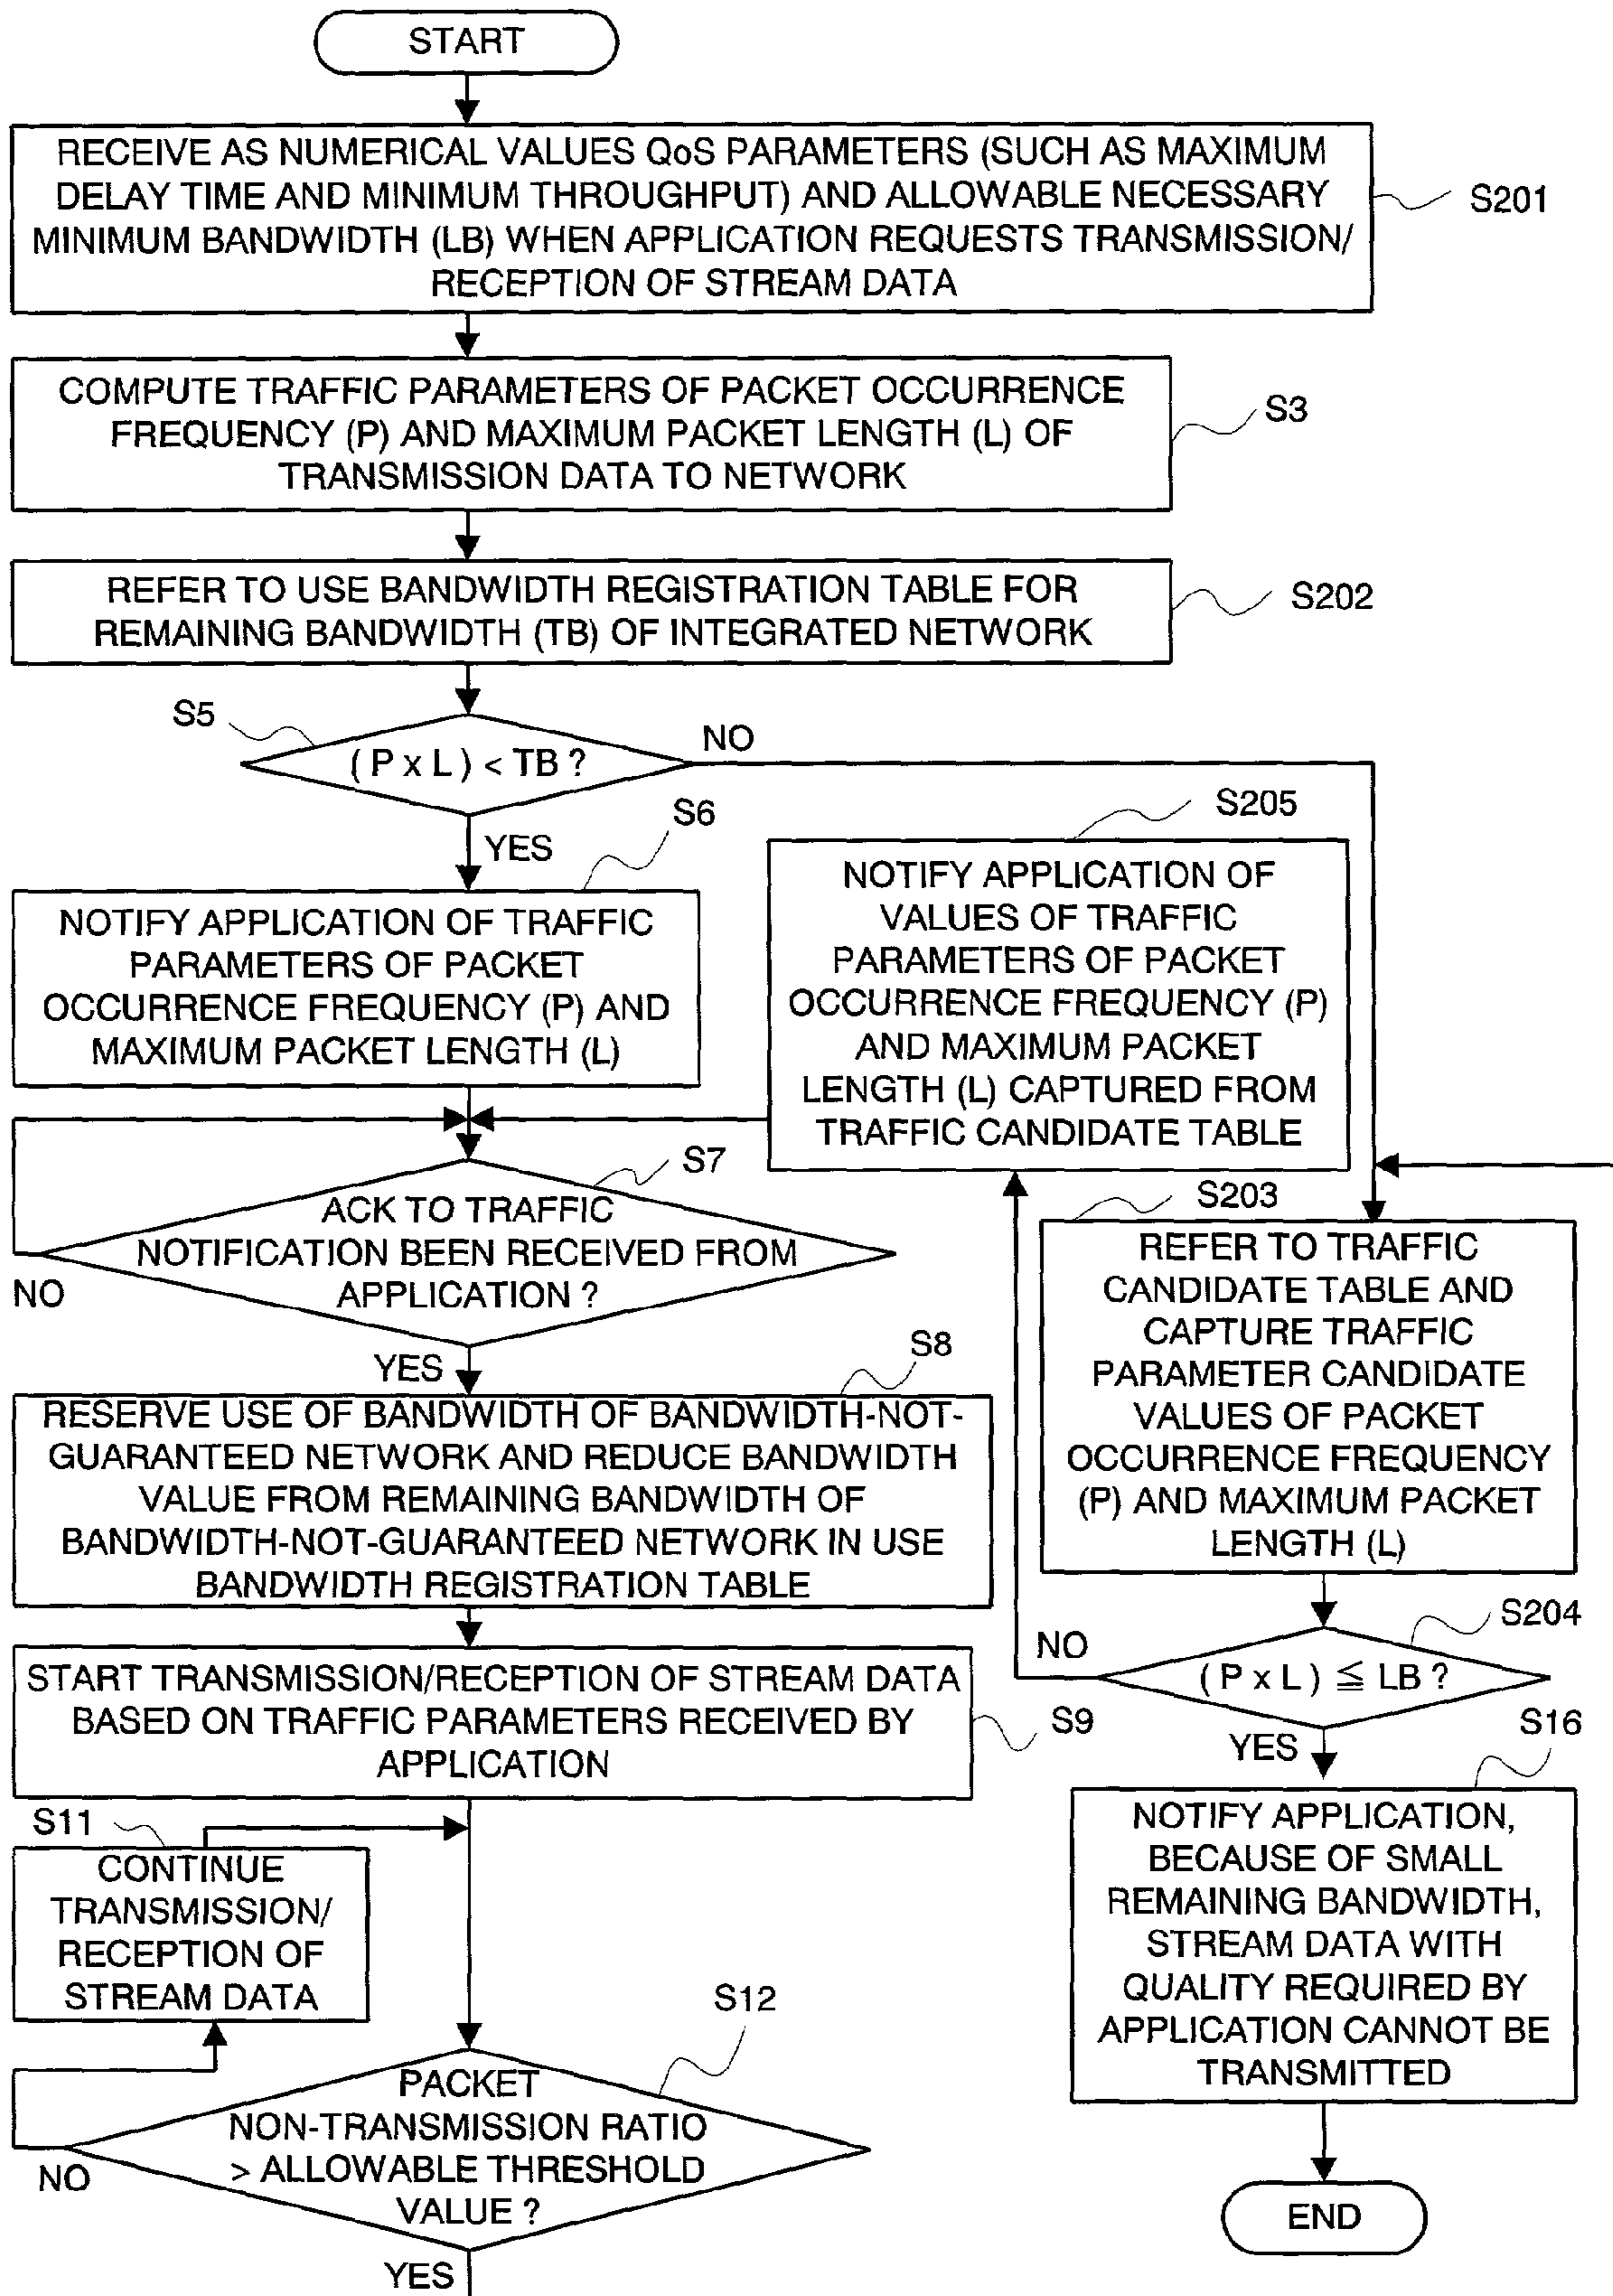 START
RECEIVE AS NUMERICAL VALUES QoS PARAMETERS (SUCH AS MAXIMUM
DELAY TIME AND MINIMUM THROUGHPUT) AND ALLOWABLE NECESSARY
MINIMUM BANDWIDTH (LB) WHEN APPLICATION REQUESTS TRANSMISSION/
RECEPTION OF STREAM DATA
S201
COMPUTE TRAFFIC PARAMETERS OF PACKET OCCURRENCE
FREQUENCY (P) AND MAXIMUM PACKET LENGTH (L) OF
TRANSMISSION DATA TO NETWORK
S3
REFER TO USE BANDWIDTH REGISTRATION TABLE FOR
REMAINING BANDWIDTH (TB) OF INTEGRATED NETWORK
S202
S5
( P x L ) < TB ?
NO
YES
S6
NOTIFY APPLICATION OF TRAFFIC
PARAMETERS OF PACKET
OCCURRENCE FREQUENCY (P) AND
MAXIMUM PACKET LENGTH (L)
S205
NOTIFY APPLICATION OF
VALUES OF TRAFFIC
PARAMETERS OF PACKET
OCCURRENCE FREQUENCY (P)
AND MAXIMUM PACKET
LENGTH (L) CAPTURED FROM
TRAFFIC CANDIDATE TABLE
S7
ACK TO TRAFFIC
NOTIFICATION BEEN RECEIVED FROM
APPLICATION ?
NO
YES
S203
REFER TO TRAFFIC
CANDIDATE TABLE AND
CAPTURE TRAFFIC
PARAMETER CANDIDATE
VALUES OF PACKET
OCCURRENCE FREQUENCY
(P) AND MAXIMUM PACKET
LENGTH (L)
S8
RESERVE USE OF BANDWIDTH OF BANDWIDTH-NOT-
GUARANTEED NETWORK AND REDUCE BANDWIDTH
VALUE FROM REMAINING BANDWIDTH OF
BANDWIDTH-NOT-GUARANTEED NETWORK IN USE
BANDWIDTH REGISTRATION TABLE
S204
NO
( P x L ) ≦ LB ?
YES
START TRANSMISSION/RECEPTION OF STREAM DATA
BASED ON TRAFFIC PARAMETERS RECEIVED BY
APPLICATION
S9
S16
NOTIFY APPLICATION,
BECAUSE OF SMALL
REMAINING BANDWIDTH,
STREAM DATA WITH
QUALITY REQUIRED BY
APPLICATION CANNOT BE
TRANSMITTED
S11
CONTINUE
TRANSMISSION/
RECEPTION OF
STREAM DATA
S12
PACKET
NON-TRANSMISSION RATIO
> ALLOWABLE THRESHOLD
VALUE ?
NO
YES
END